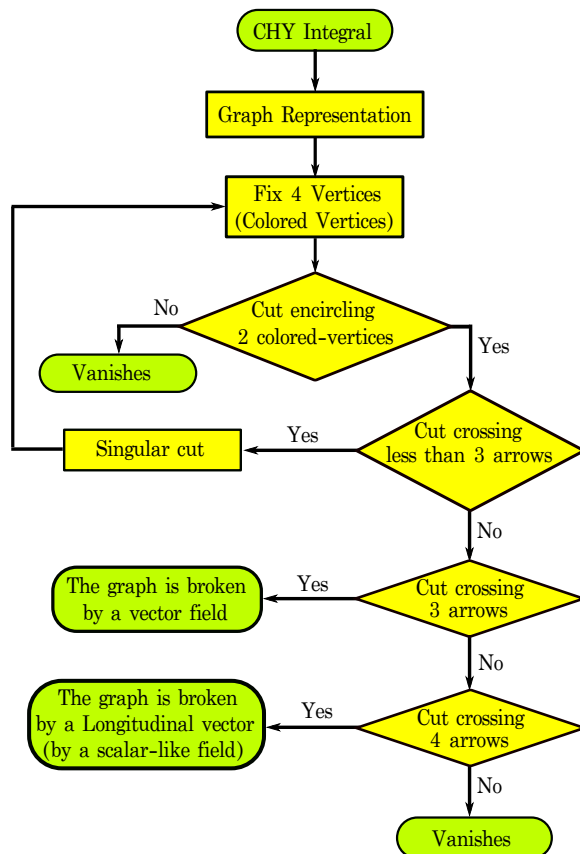 CHY Integral
Graph Representation
Fix 4 Vertices
(Colored Vertices)
No
Cut encircling
2 colored-vertices
Yes
Vanishes
Singular cut
Yes
Cut crossing
less than 3 arrows
No
The graph is broken
by a vector field
Yes
Cut crossing
3 arrows
No
The graph is broken
by a Longitudinal vector
(by a scalar-like field)
Yes
Cut crossing
4 arrows
No
Vanishes